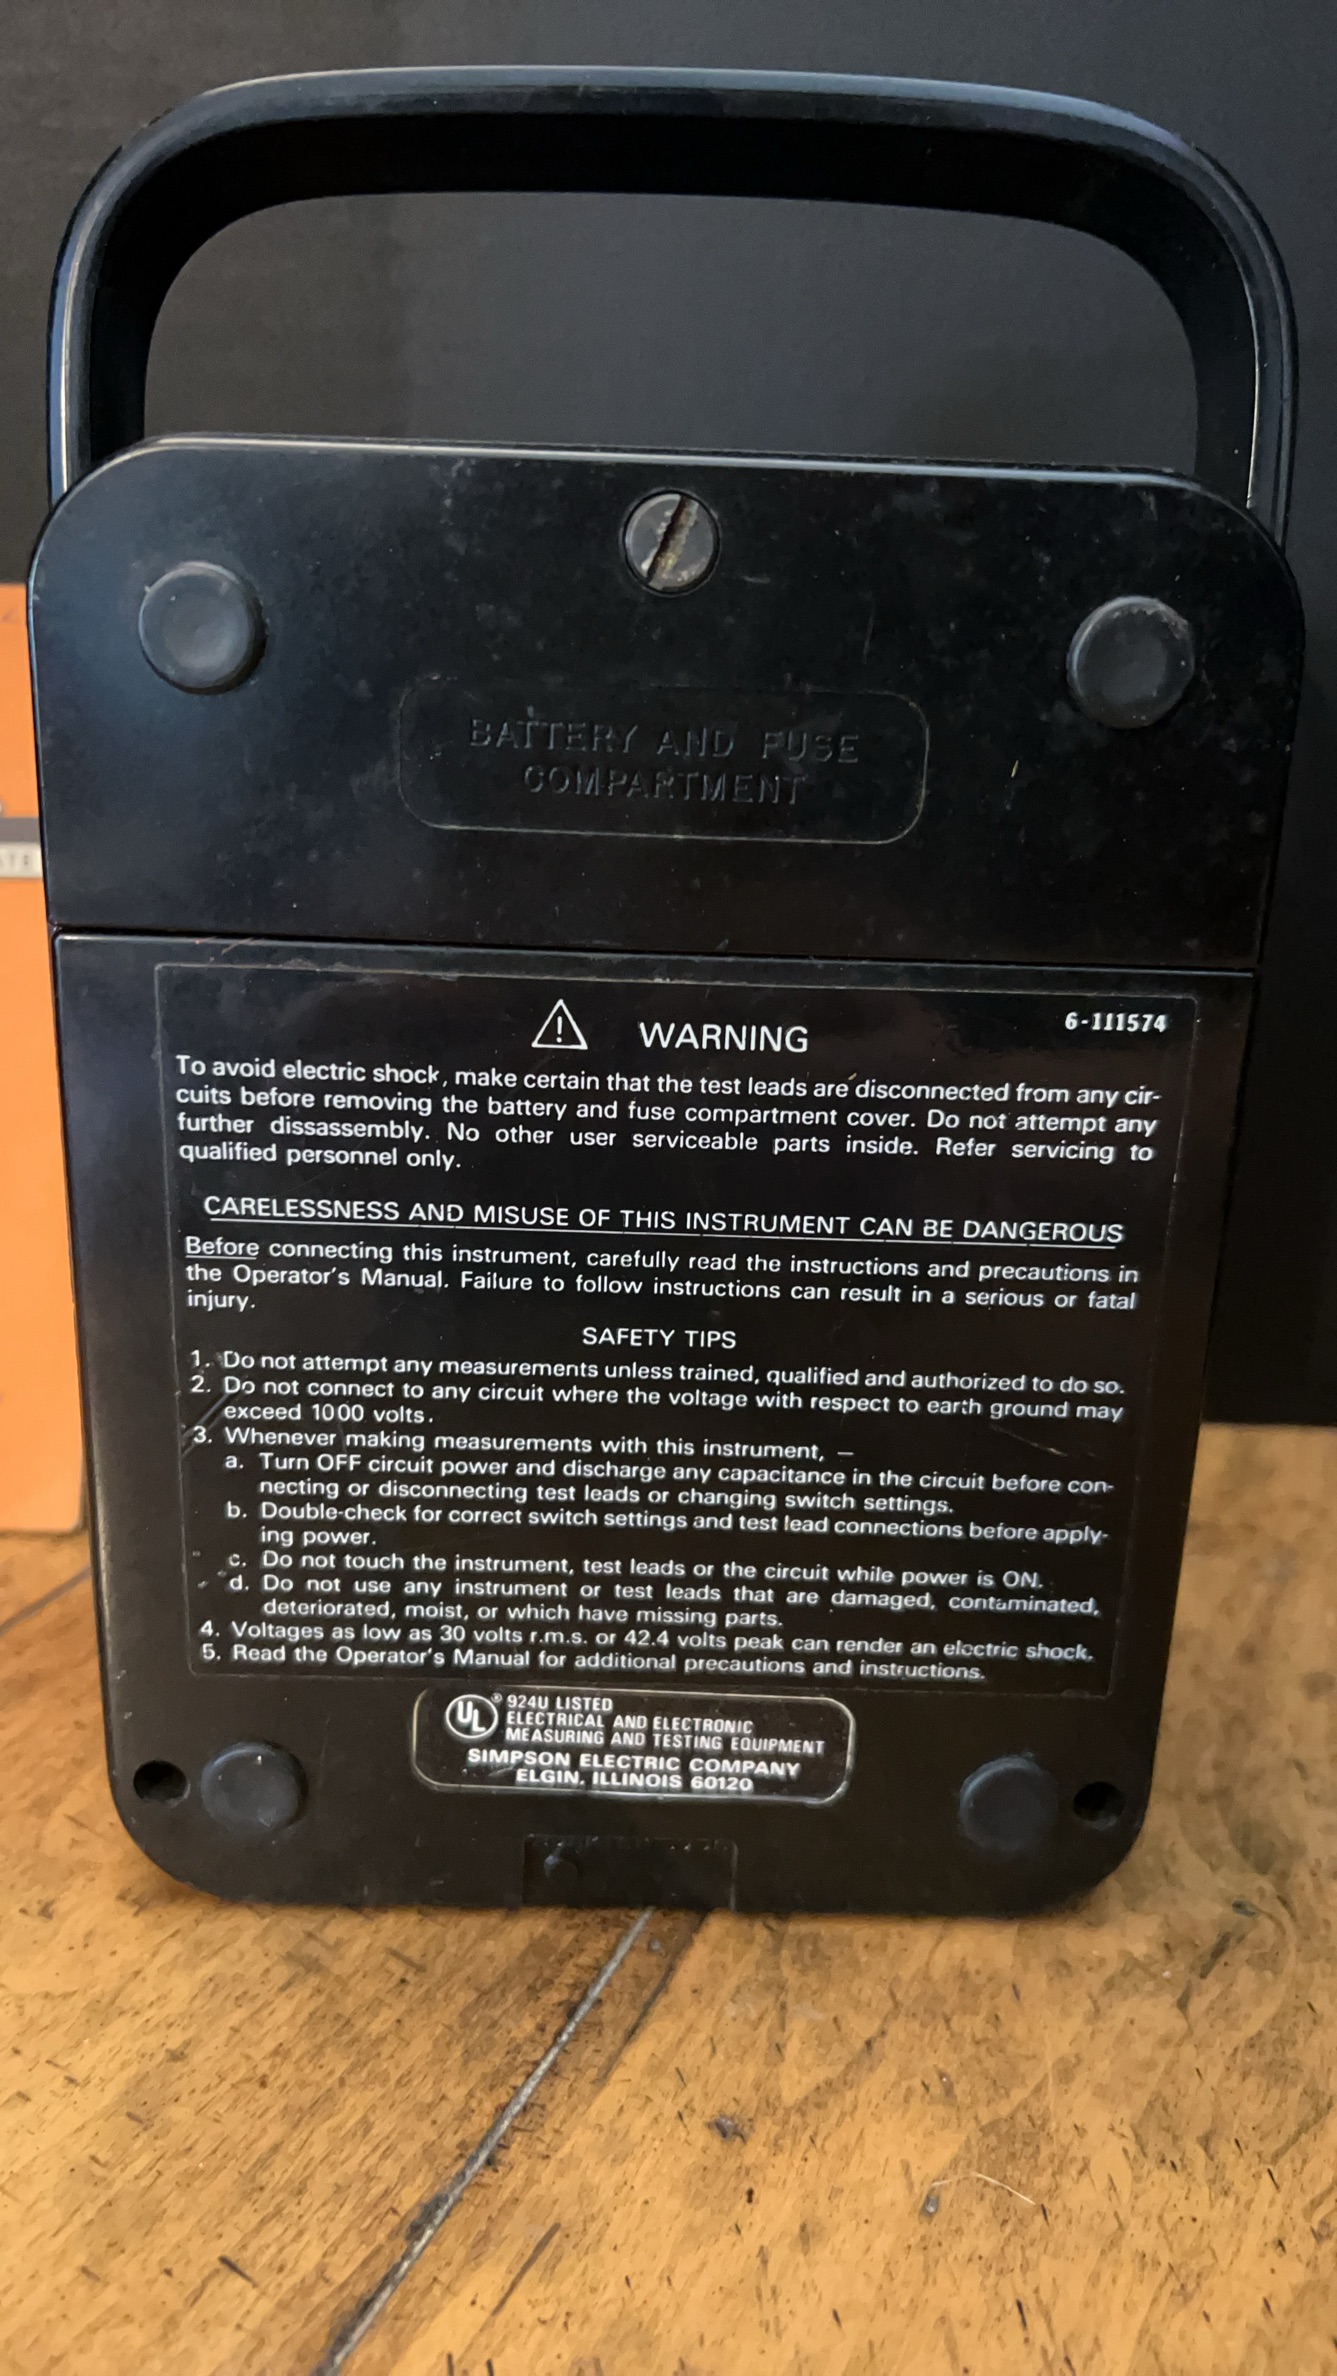 BATTERY AND FUSE
COMPARTMENT
ATE
⚠ WARNING
6-111574
To avoid electric shock, make certain that the test leads are disconnected from any cir-
cuits before removing the battery and fuse compartment cover. Do not attempt any
further dissassembly. No other user serviceable parts inside. Refer servicing to
qualified personnel only.
CARELESSNESS AND MISUSE OF THIS INSTRUMENT CAN BE DANGEROUS
Before connecting this instrument, carefully read the instructions and precautions in
the Operator's Manual. Failure to follow instructions can result in a serious or fatal
injury.
SAFETY TIPS
1. Do not attempt any measurements unless trained, qualified and authorized to do so.
2. Do not connect to any circuit where the voltage with respect to earth ground may
exceed 1000 volts.
3. Whenever making measurements with this instrument, —
a. Turn OFF circuit power and discharge any capacitance in the circuit before con-
necting or disconnecting test leads or changing switch settings.
b. Double-check for correct switch settings and test lead connections before apply-
ing power.
c. Do not touch the instrument, test leads or the circuit while power is ON.
d. Do not use any instrument or test leads that are damaged, contaminated,
deteriorated, moist, or which have missing parts.
4. Voltages as low as 30 volts r.m.s. or 42.4 volts peak can render an electric shock.
5. Read the Operator's Manual for additional precautions and instructions.
UL® 924U LISTED
ELECTRICAL AND ELECTRONIC
MEASURING AND TESTING EQUIPMENT
SIMPSON ELECTRIC COMPANY
ELGIN, ILLINOIS 60120